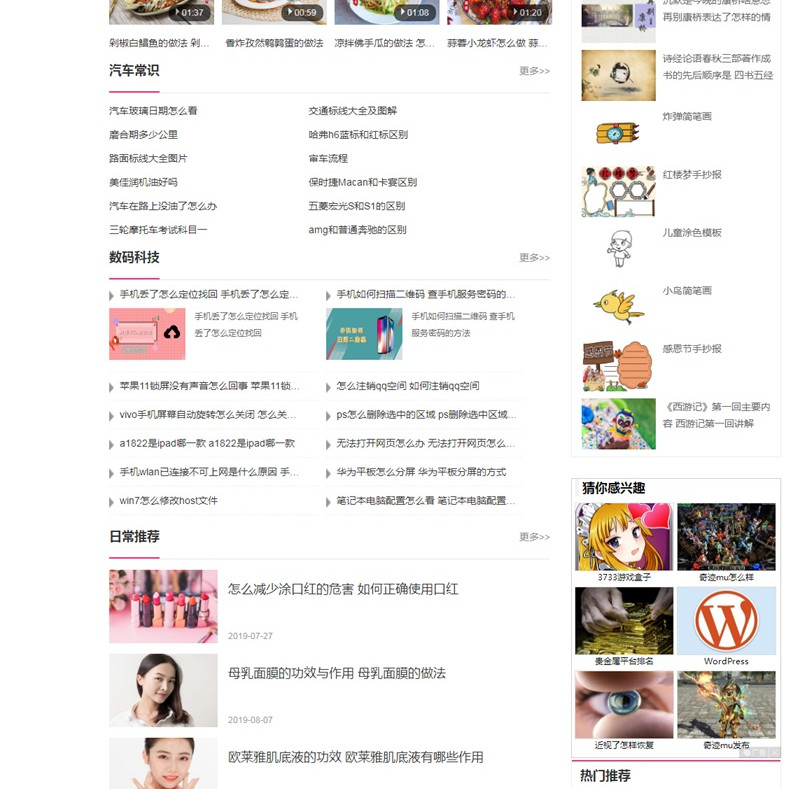 01:37
00:59
01:08
01:20
剁椒白鲳鱼的做法 剁…
香炸孜然鹌鹑蛋的做法
凉拌佛手瓜的做法 怎…
蒜蓉小龙虾怎么做 蒜…
汽车常识
更多>>
汽车玻璃日期怎么看
交通标线大全及图解
磨合期多少公里
哈弗h6蓝标和红标区别
路面标线大全图片
审车流程
美佳润机油好吗
保时捷Macan和卡宴区别
汽车在路上没油了怎么办
五菱宏光S和S1的区别
三轮摩托车考试科目一
amg和普通奔驰的区别
数码科技
更多>>
手机丢了怎么定位找回 手机丢了怎么定…
手机如何扫描二维码 查手机服务密码的…
手机丢了怎么定位找回 手机
丢了怎么定位找回
手机如何扫描二维码 查手机
服务密码的方法
苹果11锁屏没有声音怎么回事 苹果11锁…
怎么注销qq空间 如何注销qq空间
vivo手机屏幕自动旋转怎么关闭 怎么关…
ps怎么删除选中的区域 ps删除选中区域…
a1822是ipad哪一款 a1822是ipad哪一款
无法打开网页怎么办 无法打开网页怎么…
手机wlan已连接不可上网是什么原因 手…
华为平板怎么分屏 华为平板分屏的方式
win7怎么修改host文件
笔记本电脑配置怎么看 笔记本电脑配置…
日常推荐
更多>>
怎么减少涂口红的危害 如何正确使用口红
2019-07-27
母乳面膜的功效与作用 母乳面膜的做法
2019-08-07
欧莱雅肌底液的功效 欧莱雅肌底液有哪些作用
沉默是今晚的康桥暗忌悲
再别康桥表达了怎样的情
诗经论语春秋三部著作成
书的先后顺序是 四书五经
炸弹简笔画
红楼梦手抄报
儿童涂色模板
小鸟简笔画
感恩节手抄报
《西游记》第一回主要内
容 西游记第一回讲解
猜你感兴趣
3733游戏盒子
奇迹mu怎么样
贵金属平台排名
WordPress
近视了怎样恢复
奇迹mu发布
广告
热门推荐